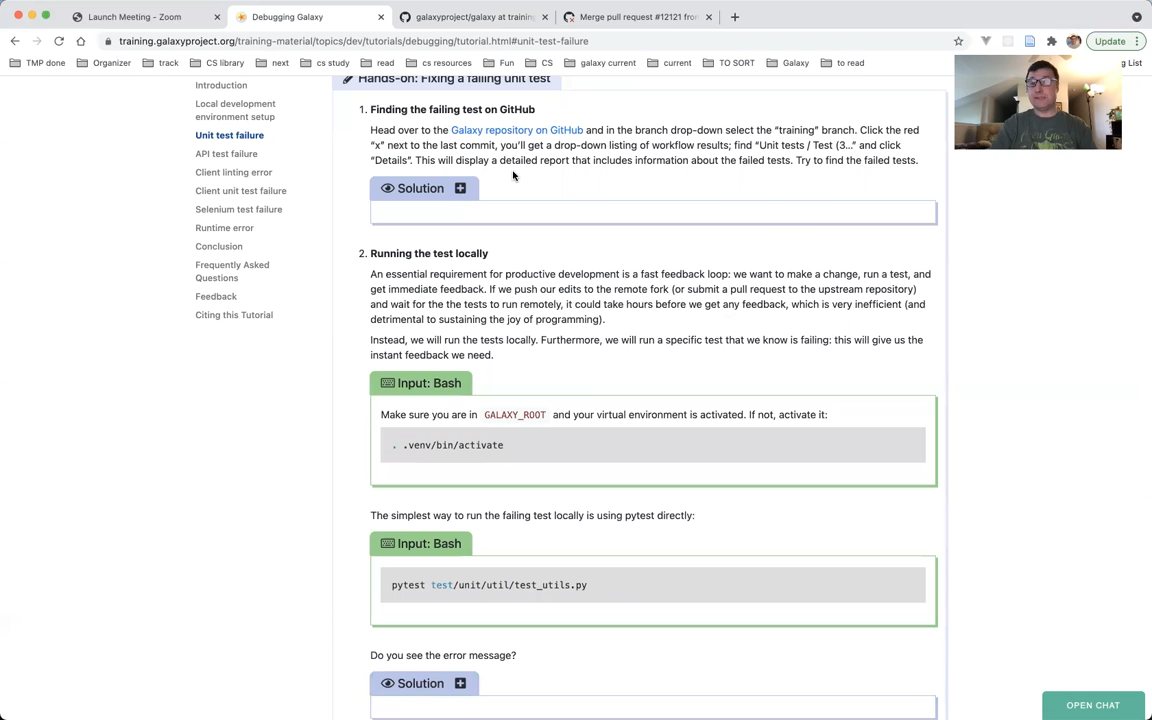 Launch Meeting - Zoom
Debugging Galaxy
galaxyproject/galaxy at trainin
Merge pull request #12121 fro
training.galaxyproject.org/training-material/topics/dev/tutorials/debugging/tutorial.html#unit-test-failure
Update
TMP done
Organizer
track
CS library
next
cs study
read
cs resources
Fun
CS
galaxy current
current
TO SORT
Galaxy
to read
ng List
Introduction
Local development
environment setup
Unit test failure
API test failure
Client linting error
Client unit test failure
Selenium test failure
Runtime error
Conclusion
Frequently Asked
Questions
Feedback
Citing this Tutorial
Hands-on: Fixing a failing unit test
1. Finding the failing test on GitHub
Head over to the Galaxy repository on GitHub and in the branch drop-down select the “training” branch. Click the red
“x” next to the last commit, you’ll get a drop-down listing of workflow results; find “Unit tests / Test (3...” and click
“Details”. This will display a detailed report that includes information about the failed tests. Try to find the failed tests.
Solution
2. Running the test locally
An essential requirement for productive development is a fast feedback loop: we want to make a change, run a test, and
get immediate feedback. If we push our edits to the remote fork (or submit a pull request to the upstream repository)
and wait for the the tests to run remotely, it could take hours before we get any feedback, which is very inefficient (and
detrimental to sustaining the joy of programming).
Instead, we will run the tests locally. Furthermore, we will run a specific test that we know is failing: this will give us the
instant feedback we need.
Input: Bash
Make sure you are in GALAXY_ROOT and your virtual environment is activated. If not, activate it:
. .venv/bin/activate
The simplest way to run the failing test locally is using pytest directly:
Input: Bash
pytest test/unit/util/test_utils.py
Do you see the error message?
Solution
OPEN CHAT